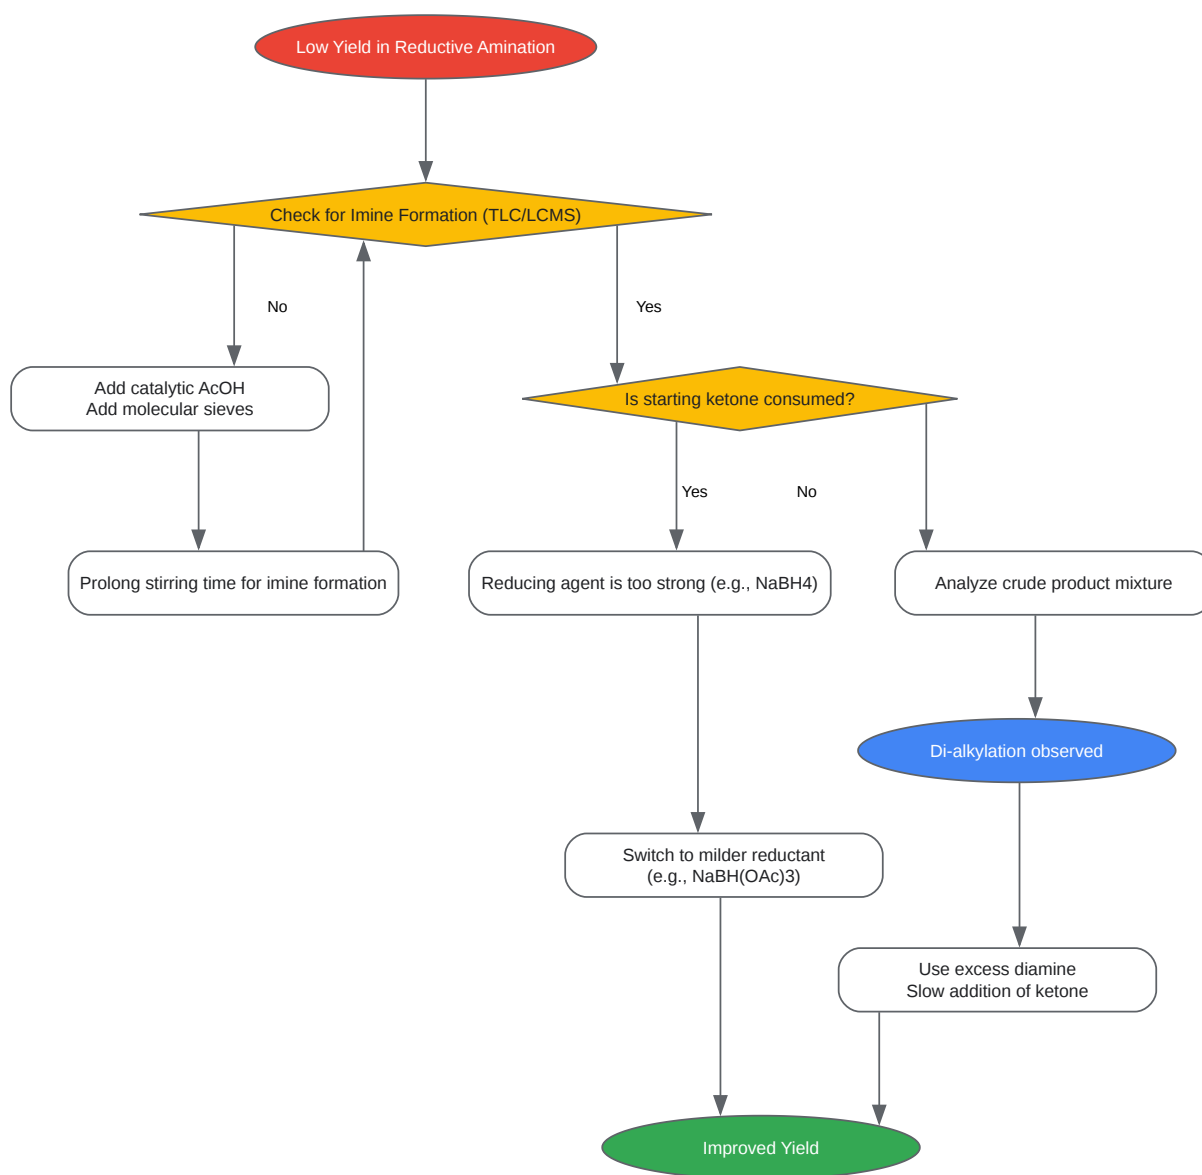 Low Yield in Reductive Amination
Check for Imine Formation (TLC/LCMS)
No
Yes
Add catalytic AcOH
Add molecular sieves
Is starting ketone consumed?
Yes
No
Prolong stirring time for imine formation
Reducing agent is too strong (e.g., NaBH4)
Analyze crude product mixture
Di-alkylation observed
Switch to milder reductant
(e.g., NaBH(OAc)3)
Use excess diamine
Slow addition of ketone
Improved Yield